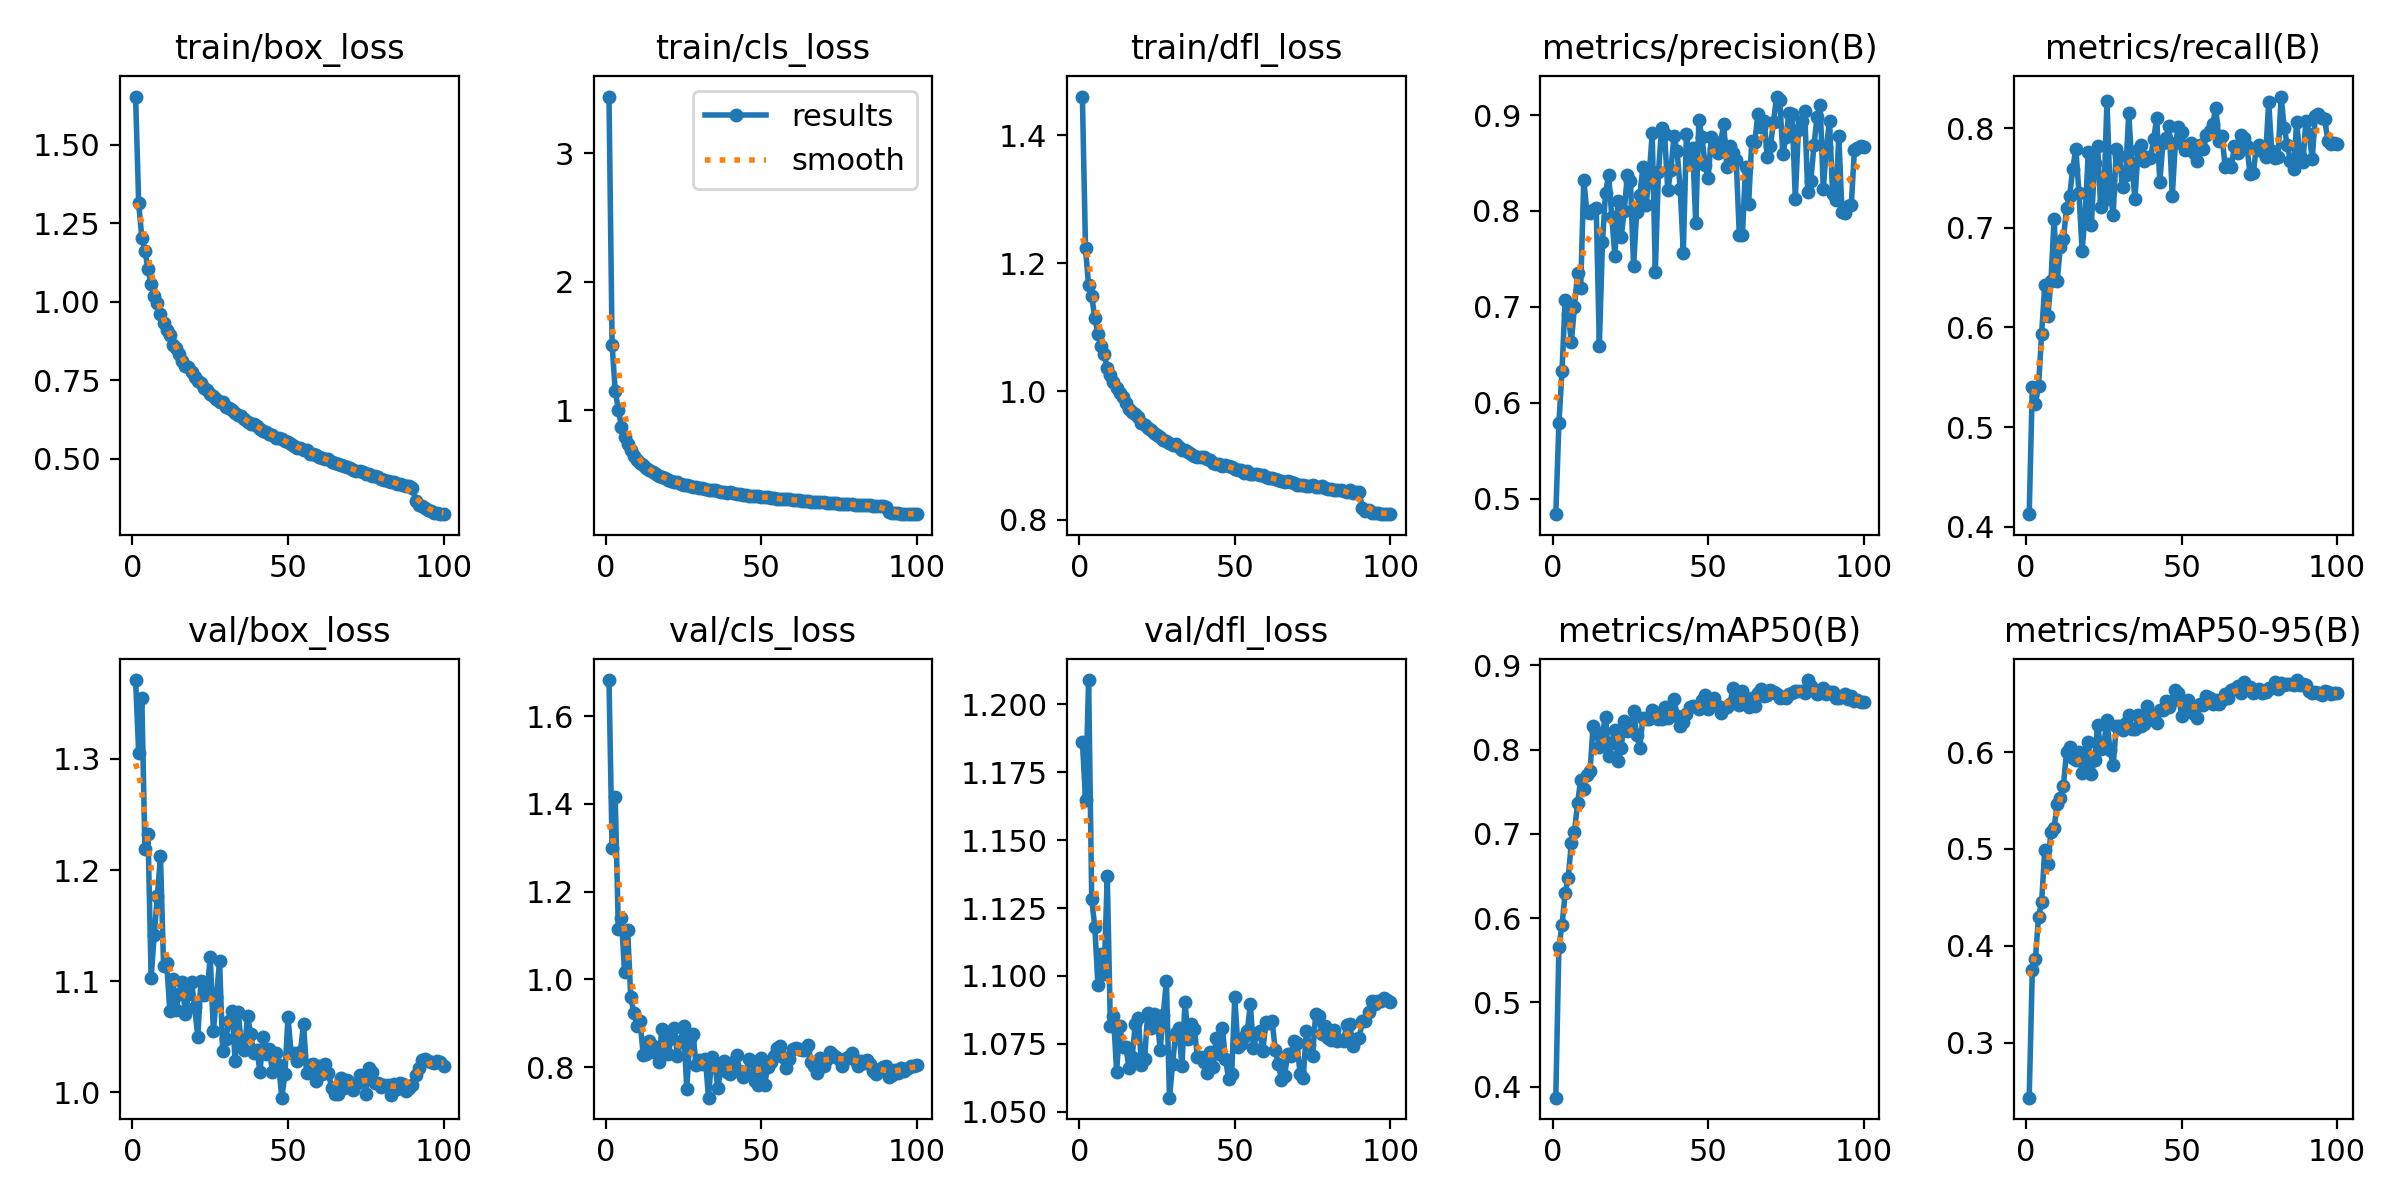 train/box_loss
1.50
1.25
1.00
0.75
0.50
0 50 100
train/cls_loss
results
smooth
3
2
1
0 50 100
train/dfl_loss
1.4
1.2
1.0
0.8
0 50 100
metrics/precision(B)
0.9
0.8
0.7
0.6
0.5
0 50 100
metrics/recall(B)
0.8
0.7
0.6
0.5
0.4
0 50 100
val/box_loss
1.3
1.2
1.1
1.0
0 50 100
val/cls_loss
1.6
1.4
1.2
1.0
0.8
0 50 100
val/dfl_loss
1.200
1.175
1.150
1.125
1.100
1.075
1.050
0 50 100
metrics/mAP50(B)
0.9
0.8
0.7
0.6
0.5
0.4
0 50 100
metrics/mAP50-95(B)
0.6
0.5
0.4
0.3
0 50 100